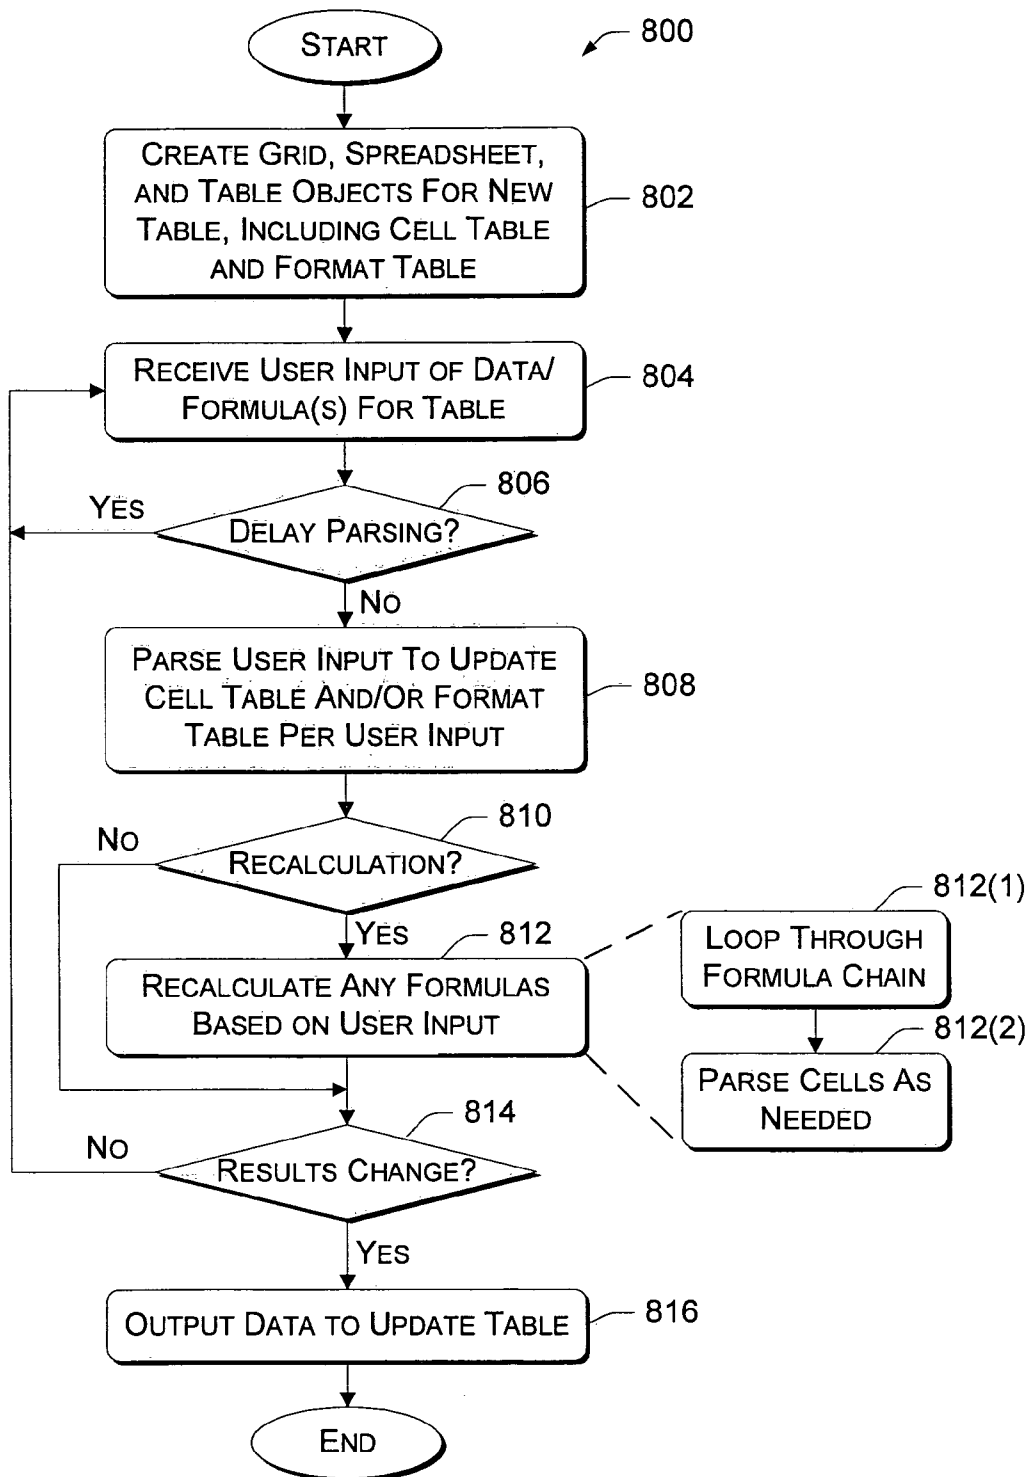 START
800
CREATE GRID, SPREADSHEET,
AND TABLE OBJECTS FOR NEW
TABLE, INCLUDING CELL TABLE
AND FORMAT TABLE
802
RECEIVE USER INPUT OF DATA/
FORMULA(S) FOR TABLE
804
806
YES
DELAY PARSING?
NO
PARSE USER INPUT TO UPDATE
CELL TABLE AND/OR FORMAT
TABLE PER USER INPUT
808
810
NO
RECALCULATION?
YES
812
RECALCULATE ANY FORMULAS
BASED ON USER INPUT
812(1)
LOOP THROUGH
FORMULA CHAIN
812(2)
PARSE CELLS AS
NEEDED
814
NO
RESULTS CHANGE?
YES
OUTPUT DATA TO UPDATE TABLE
816
END